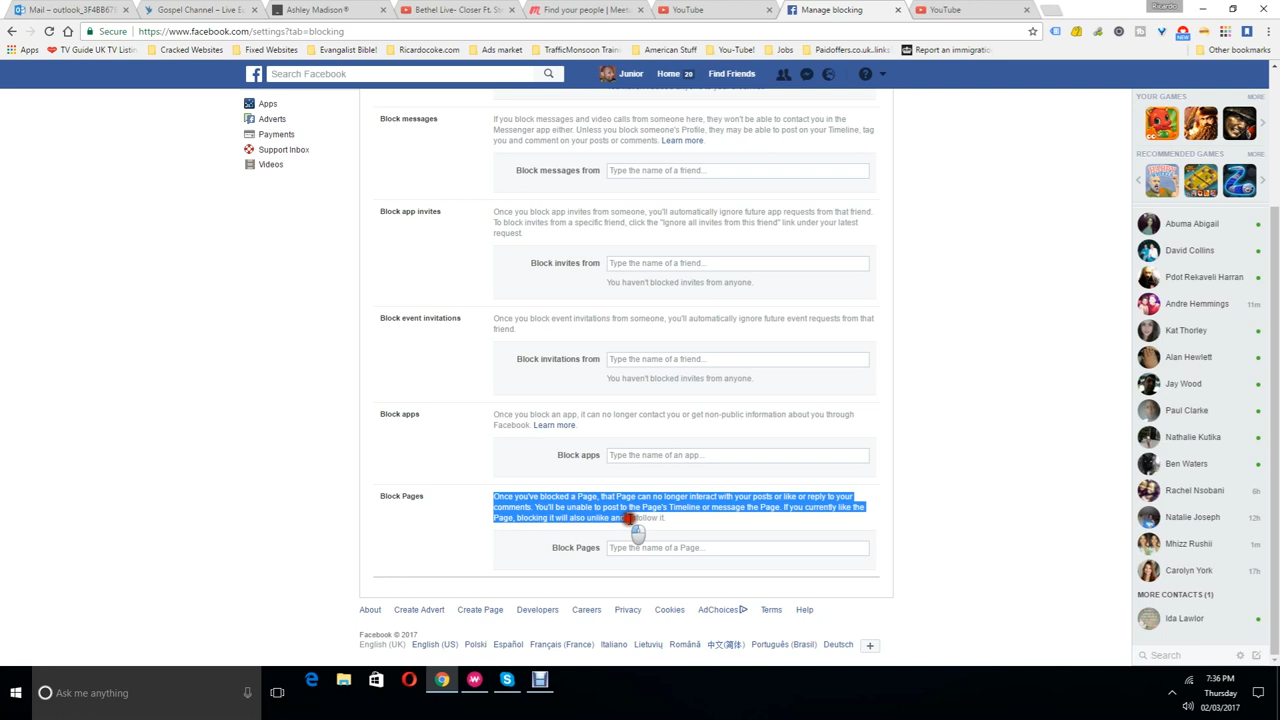 Mail – outlook_3F4BB67
Gospel Channel – Live E
Ashley Madison®
Bethel Live- Closer Ft. St
Find your people | Meet
YouTube
Manage blocking
YouTube
Ricardo
Secure
https://www.facebook.com/settings?tab=blocking
Apps
TV Guide UK TV Listin
Cracked Websites
Fixed Websites
Evangalist Bible!
Ricardocoke.com
Ads market
TrafficMonsoon Trai
American Stuff
You-Tube!
Jobs
Paidoffers.co.uk..links
Report an immigratio
Other bookmarks
Search Facebook
Junior
Home 29
Find Friends
Apps
Adverts
Payments
Support Inbox
Videos
Block messages
If you block messages and video calls from someone here, they won't be able to contact you in the
Messenger app either. Unless you block someone's Profile, they may be able to post on your Timeline, tag
you and comment on your posts or comments. Learn more.
Block messages from
Type the name of a friend...
Block app invites
Once you block app invites from someone, you'll automatically ignore future app requests from that friend.
To block invites from a specific friend, click the "Ignore all invites from this friend" link under your latest
request.
Block invites from
Type the name of a friend...
You haven't blocked invites from anyone.
Block event invitations
Once you block event invitations from someone, you'll automatically ignore future event requests from that
friend.
Block invitations from
Type the name of a friend...
You haven't blocked invites from anyone.
Block apps
Once you block an app, it can no longer contact you or get non-public information about you through
Facebook. Learn more.
Block apps
Type the name of an app...
Block Pages
Once you've blocked a Page, that Page can no longer interact with your posts or like or reply to your
comments. You'll be unable to post to the Page's Timeline or message the Page. If you currently like the
Page, blocking it will also unlike and unfollow it.
Block Pages
Type the name of a Page...
About
Create Advert
Create Page
Developers
Careers
Privacy
Cookies
AdChoices
Terms
Help
Facebook © 2017
English (UK)
English (US)
Polski
Español
Français (France)
Italiano
Lietuvių
Română
中文(简体)
Português (Brasil)
Deutsch
YOUR GAMES
MORE
RECOMMENDED GAMES
MORE
Abuma Abigail
David Collins
Pdot Rekaveli Harran
Andre Hemmings 11m
Kat Thorley
Alan Hewlett
Jay Wood
Paul Clarke
Nathalie Kutika
Ben Waters
Rachel Nsobani 5m
Natalie Joseph 12m
Mhizz Rushii 1m
Carolyn York 17h
MORE CONTACTS (1)
Ida Lawlor
Search
Ask me anything
7:36 PM
Thursday
02/03/2017